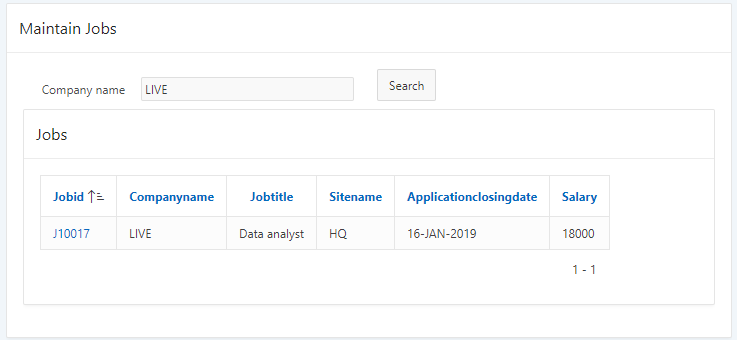 Maintain Jobs
Company name LIVE Search
Jobs
Jobid Companyname Jobtitle Sitename Applicationclosingdate Salary
J10017 LIVE Data analyst HQ 16-JAN-2019 18000
1 - 1